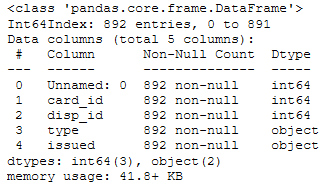 <class 'pandas.core.frame.DataFrame'>
Int64Index: 892 entries, 0 to 891
Data columns (total 5 columns):
 #   Column      Non-Null Count  Dtype
---  ------      --------------  -----
 0   Unnamed: 0  892 non-null    int64
 1   card_id     892 non-null    int64
 2   disp_id     892 non-null    int64
 3   type        892 non-null    object
 4   issued      892 non-null    object
dtypes: int64(3), object(2)
memory usage: 41.8+ KB